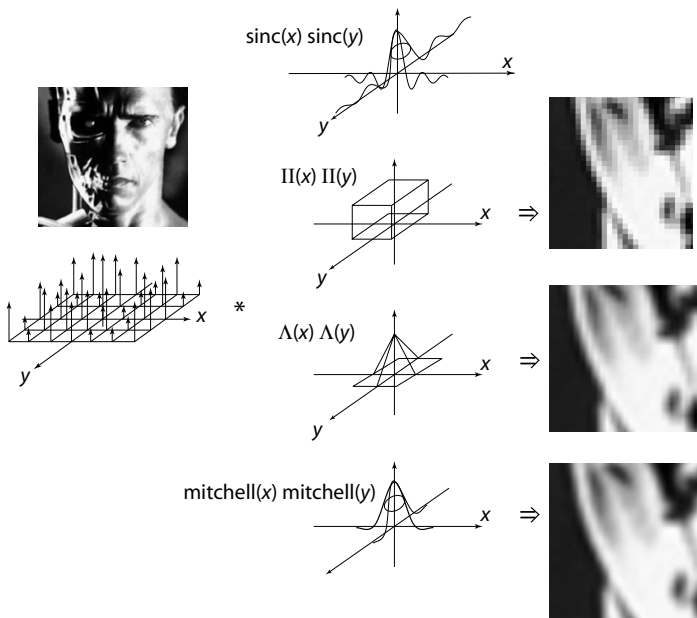 sinc(x) sinc(y)
x
y
II(x) II(y)
x
⇒
y
x
*
y
Λ(x) Λ(y)
x
⇒
y
mitchell(x) mitchell(y)
x
⇒
y